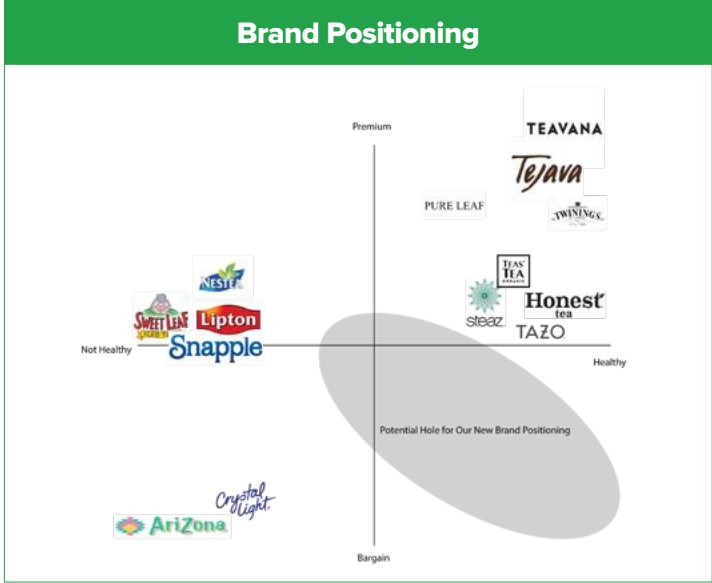 Brand Positioning
Premium
TEAVANA
Tejava
PURE LEAF
TWININGS
NESTEA
TEAS'
TEA
ORGANIC
SWEET LEAF
Lipton
steaz
Honest
tea
TAZO
Snapple
Not Healthy
Healthy
Potential Hole for Our New Brand Positioning
Crystal
Light
AriZona
Bargain